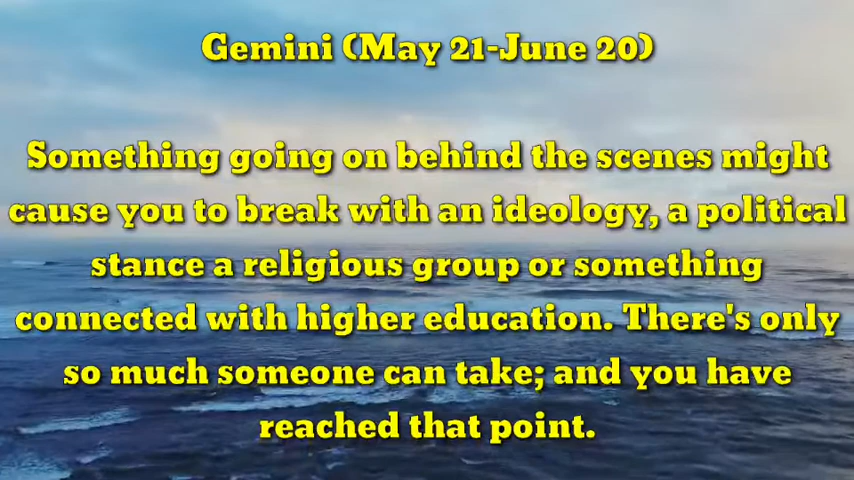 Gemini (May 21-June 20)
Something going on behind the scenes might
cause you to break with an ideology, a political
stance a religious group or something
connected with higher education. There's only
so much someone can take; and you have
reached that point.